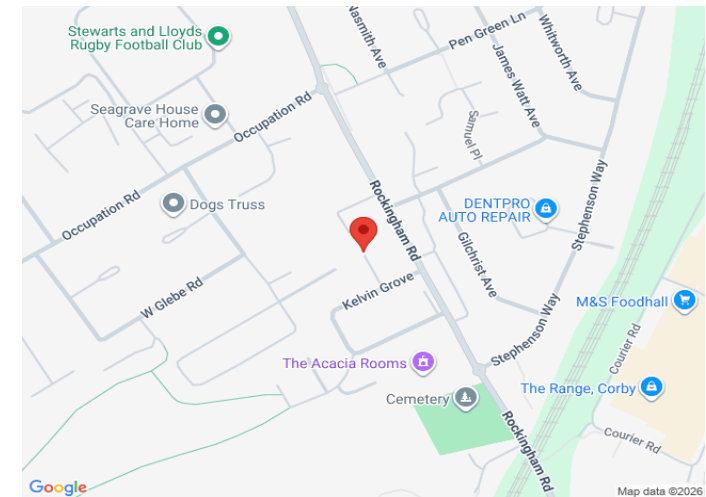 Stewarts and Lloyds
Rugby Football Club
Nasmith Ave
Pen Green Ln
Whitworth Ave
James Watt Ave
Seagrave House
Care Home
Occupation Rd
Samuel Pl
Dogs Truss
Occupation Rd
Rockingham Rd
DENTPRO
AUTO REPAIR
Stephenson Way
Gilchrist Ave
W Glebe Rd
Kelvin Grove
M&S Foodhall
Stephenson Way
Courier Rd
The Acacia Rooms
The Range, Corby
Cemetery
Rockingham Rd
Courier Rd
Google
Map data ©2026